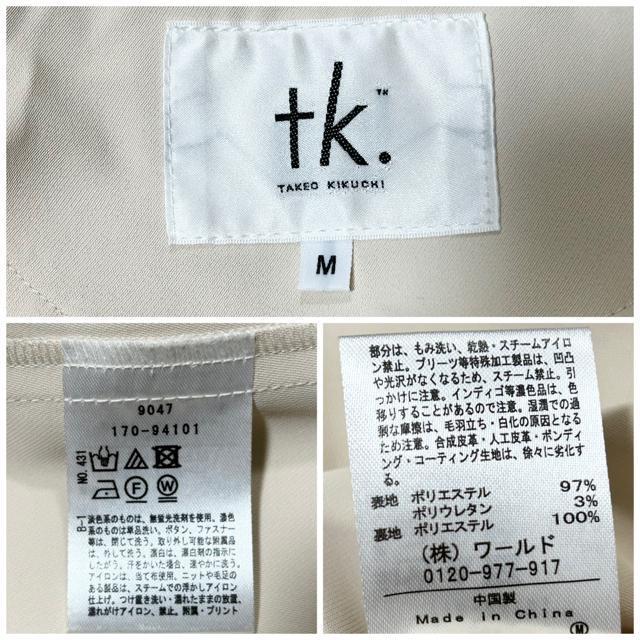 tk.
TK
TAKEO KIKUCHI
M
9047
170-94101
NO. 431
B-1
F
W
淡色系のものは、無蛍光洗剤を使用。濃色
系のものは単品洗い。ボタン、ファスナー
等は、閉じて洗う。取り外し可能な附属品
は、外して洗う。漂白は、漂白剤の指示に
したがう。汗をかいた場合、速やかに洗う。
アイロンは、当て布使用。ニットや毛足の
ある製品は、スチームでの浮かしアイロン
仕上げ。つけ置き洗い・濡れたままの放置、
濡れがけアイロン、禁止。附属・プリント
部分は、もみ洗い、乾熱・スチームアイロ
ン禁止。プリーツ等特殊加工製品は、凹凸
や光沢がなくなるため、スチーム禁止。引
っかけに注意。インディゴ等濃色品は、色
移りすることがあるので注意。湿潤での過
剰な摩擦は、毛羽立ち・白化の原因となる
ため注意。合成皮革・人工皮革・ボンディ
ング・コーティング生地は、徐々に劣化す
る。
表地 ポリエステル 97%
ポリウレタン 3%
裏地 ポリエステル 100%
(株) ワールド
0120-977-917
中国製
Made in China
M